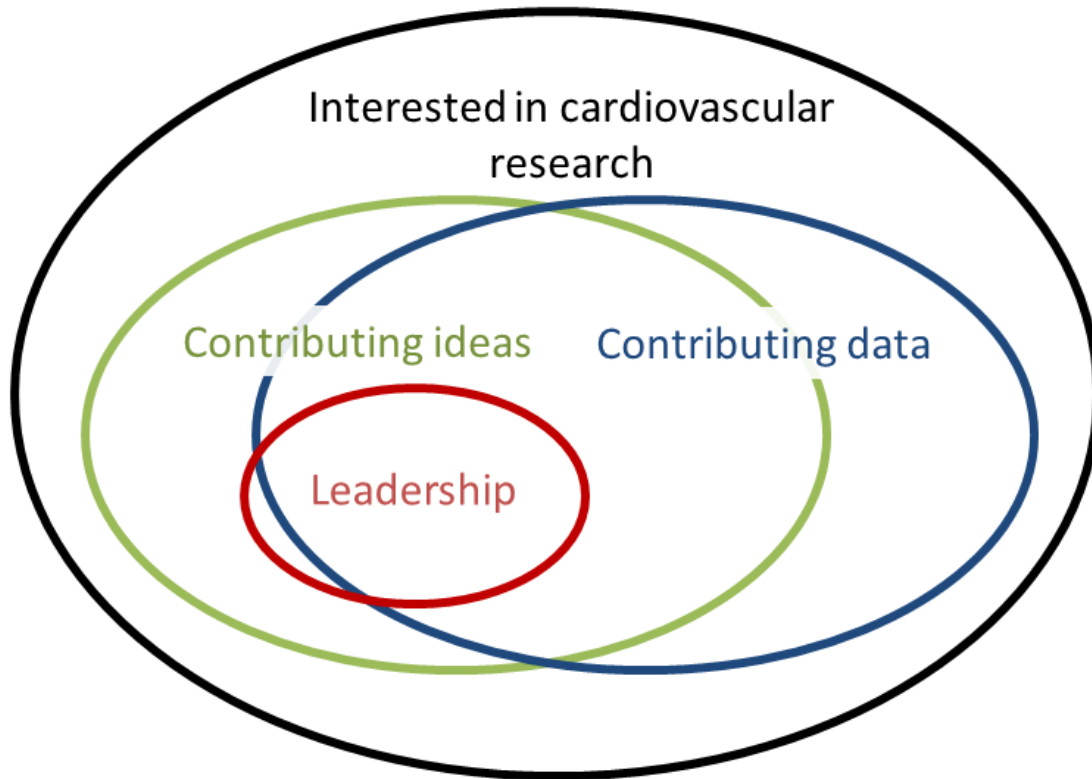 Interested in cardiovascular
research
Contributing ideas
Contributing data
Leadership